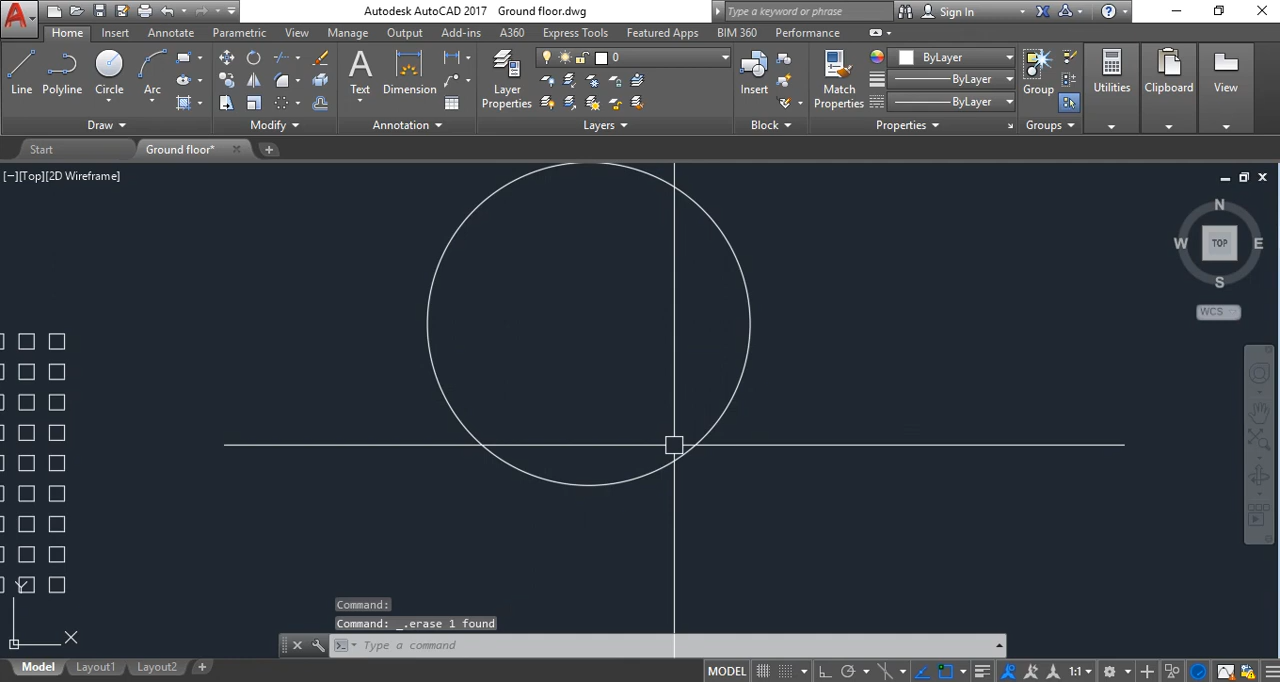 Autodesk AutoCAD 2017 Ground floor.dwg
Type a keyword or phrase
Sign In
Home Insert Annotate Parametric View Manage Output Add-ins A360 Express Tools Featured Apps BIM 360 Performance
Line Polyline Circle Arc
Text Dimension
Layer Properties
0
Insert
Match Properties
ByLayer
ByLayer
ByLayer
Group
Utilities
Clipboard
View
Draw Modify Annotation Layers Block Properties Groups
Start Ground floor*
[−][Top][2D Wireframe]
N
W TOP E
S
WCS
Y
X
Command:
Command: _.erase 1 found
Type a command
Model Layout1 Layout2
MODEL 1:1